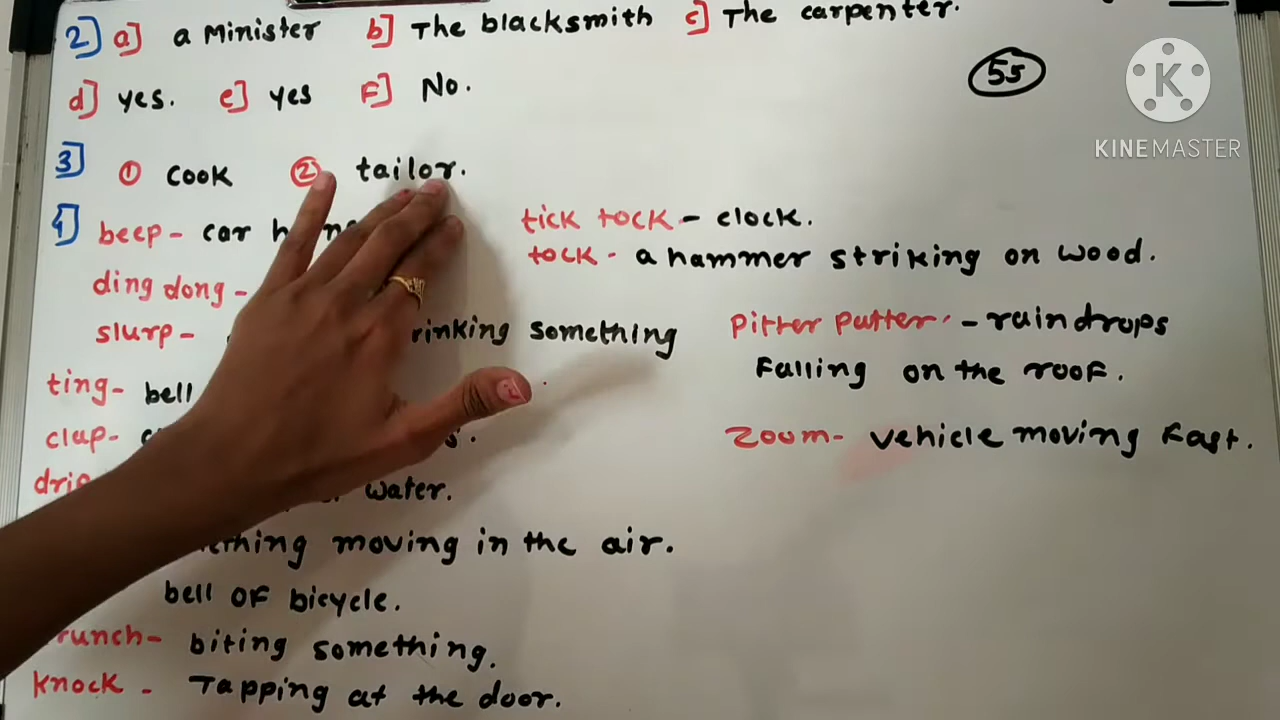 2] a] a Minister b] The blacksmith c] The carpenter.
d] yes. e] yes F] No.
55
K
KINEMASTER
3] ① cook ② tailor.
4] beep - car
tick tock - clock.
ding dong -
tock - a hammer striking on wood.
slurp - drinking something
pitter patter - raindrops
Falling on the roof.
ting - bell
clap -
zoom - vehicle moving fast.
water.
moving in the air.
bell of bicycle.
crunch - biting something.
knock - Tapping at the door.